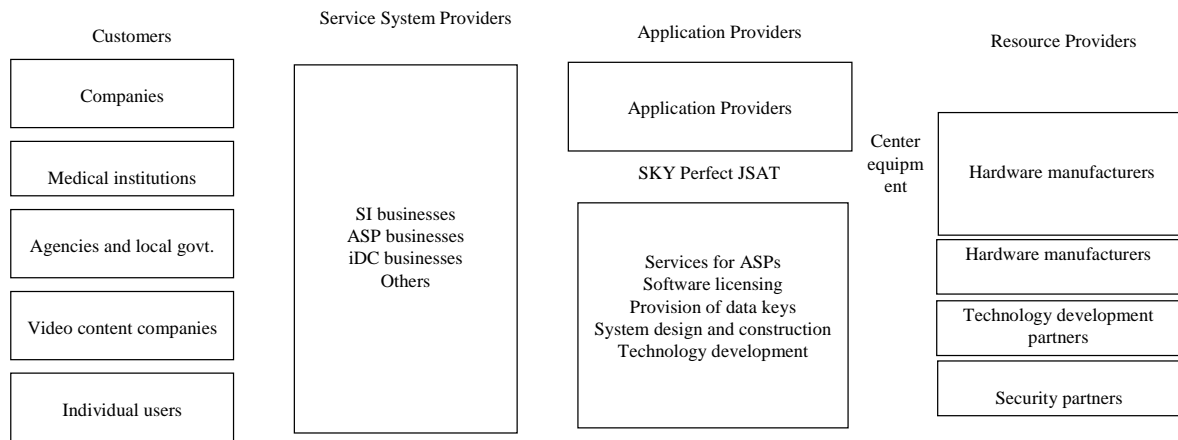 Customers
Companies
Medical institutions
Agencies and local govt.
Video content companies
Individual users
Service System Providers
SI businesses
ASP businesses
iDC businesses
Others
Application Providers
Application Providers
SKY Perfect JSAT
Services for ASPs
Software licensing
Provision of data keys
System design and construction
Technology development
Center
equipm
ent
Resource Providers
Hardware manufacturers
Hardware manufacturers
Technology development
partners
Security partners